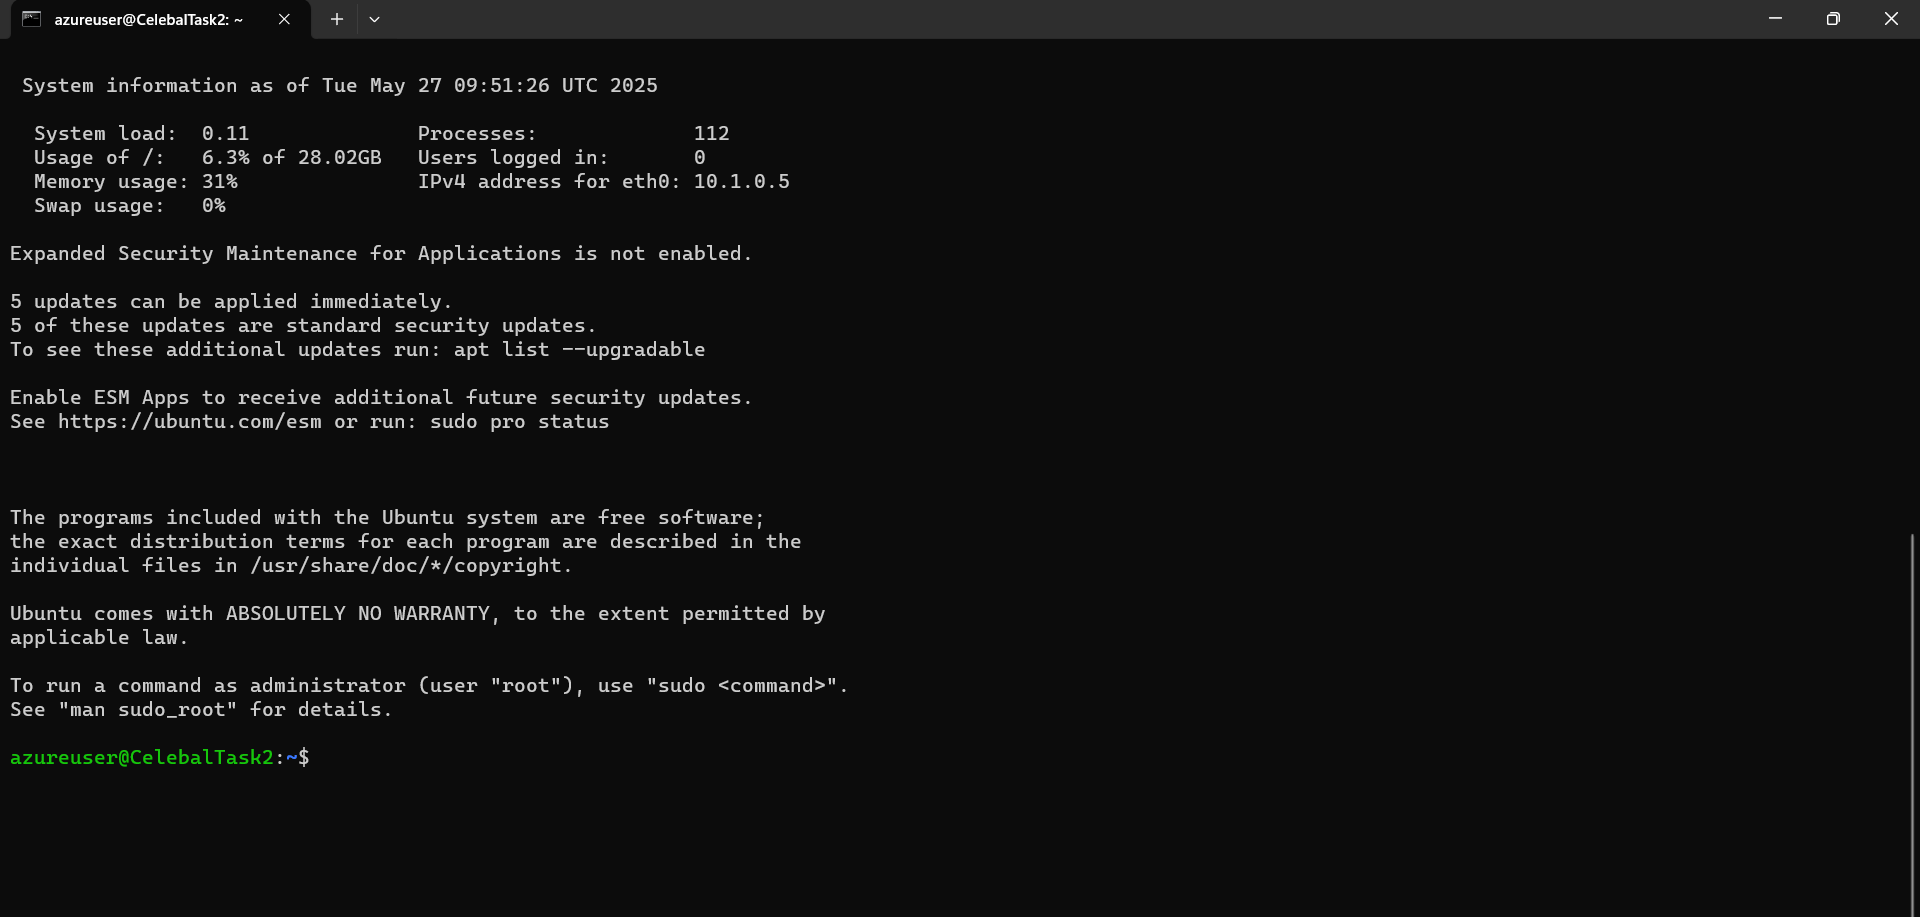 azureuser@CelebalTask2: ~
System information as of Tue May 27 09:51:26 UTC 2025
System load:  0.11              Processes:             112
Usage of /:   6.3% of 28.02GB   Users logged in:       0
Memory usage: 31%               IPv4 address for eth0: 10.1.0.5
Swap usage:   0%
Expanded Security Maintenance for Applications is not enabled.
5 updates can be applied immediately.
5 of these updates are standard security updates.
To see these additional updates run: apt list --upgradable
Enable ESM Apps to receive additional future security updates.
See https://ubuntu.com/esm or run: sudo pro status
The programs included with the Ubuntu system are free software;
the exact distribution terms for each program are described in the
individual files in /usr/share/doc/*/copyright.
Ubuntu comes with ABSOLUTELY NO WARRANTY, to the extent permitted by
applicable law.
To run a command as administrator (user "root"), use "sudo <command>".
See "man sudo_root" for details.
azureuser@CelebalTask2:~$